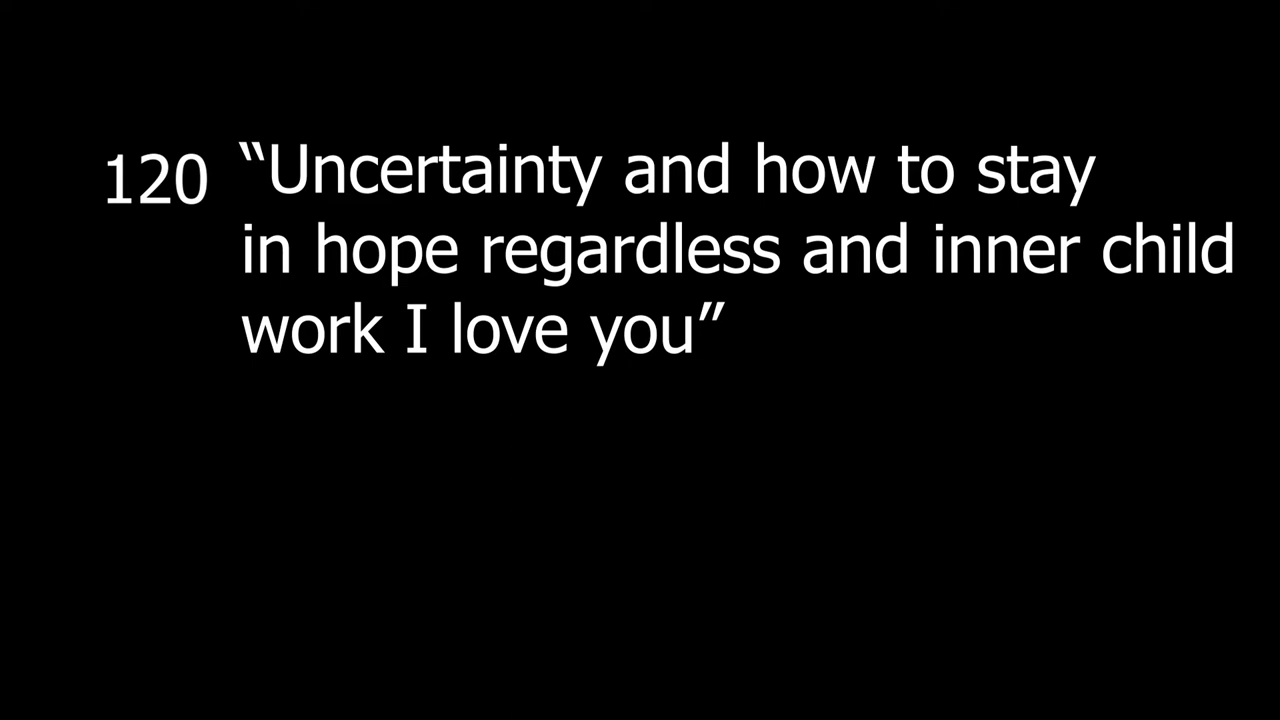 120 “Uncertainty and how to stay
in hope regardless and inner child
work I love you”